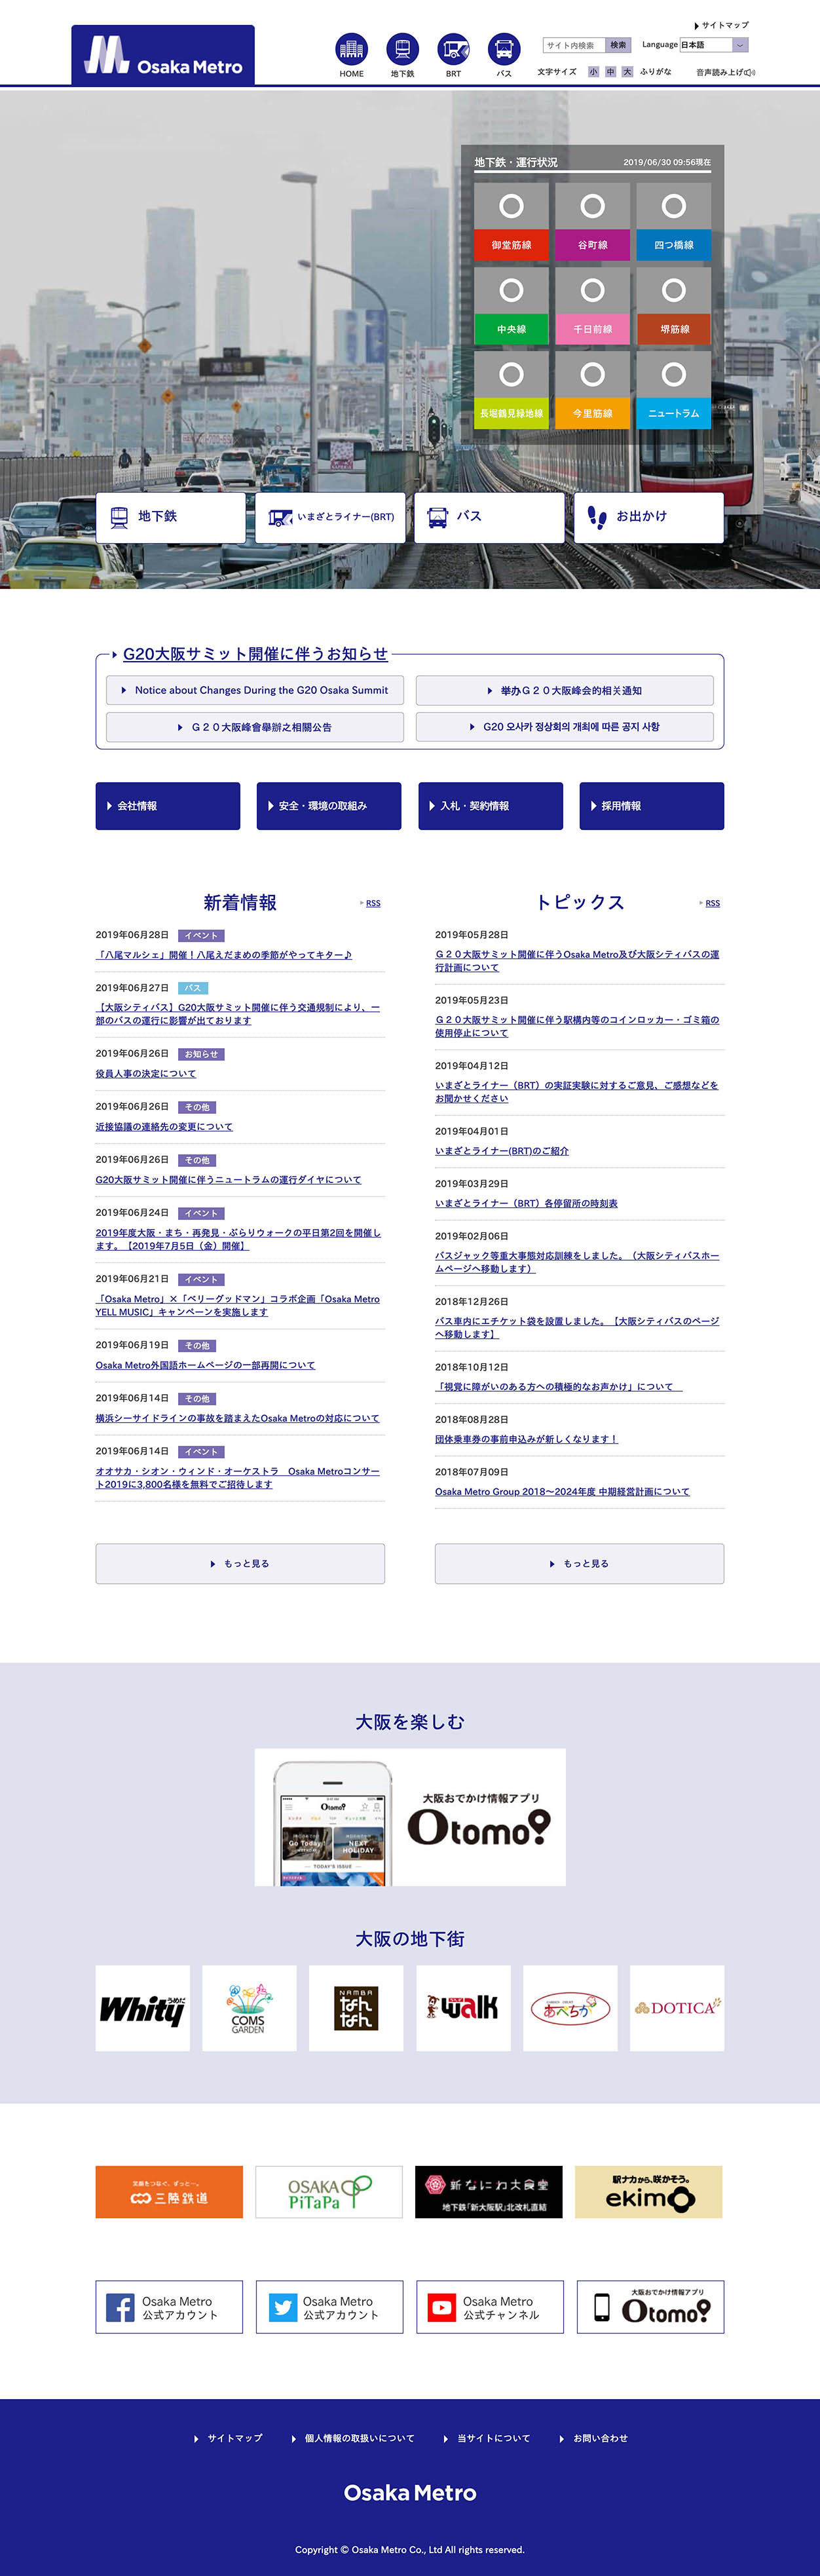 サイトマップ
Osaka Metro
HOME
地下鉄
BRT
バス
サイト内検索
検索
Language
日本語
文字サイズ
小
中
大
ふりがな
音声読み上げ
地下鉄・運行状況
2019/06/30 09:56現在
御堂筋線
谷町線
四つ橋線
中央線
千日前線
堺筋線
長堀鶴見緑地線
今里筋線
ニュートラム
地下鉄
いまざとライナー(BRT)
バス
お出かけ
G20大阪サミット開催に伴うお知らせ
Notice about Changes During the G20 Osaka Summit
举办Ｇ２０大阪峰会的相关通知
Ｇ２０大阪峰會舉辦之相關公告
G20 오사카 정상회의 개최에 따른 공지 사항
会社情報
安全・環境の取組み
入札・契約情報
採用情報
新着情報
RSS
2019年06月28日
イベント
「八尾マルシェ」開催！八尾えだまめの季節がやってキター♪
2019年06月27日
バス
【大阪シティバス】G20大阪サミット開催に伴う交通規制により、一
部のバスの運行に影響が出ております
2019年06月26日
お知らせ
役員人事の決定について
2019年06月26日
その他
近接協議の連絡先の変更について
2019年06月26日
その他
G20大阪サミット開催に伴うニュートラムの運行ダイヤについて
2019年06月24日
イベント
2019年度大阪・まち・再発見・ぶらりウォークの平日第2回を開催し
ます。【2019年7月5日（金）開催】
2019年06月21日
イベント
「Osaka Metro」×「ベリーグッドマン」コラボ企画「Osaka Metro
YELL MUSIC」キャンペーンを実施します
2019年06月19日
その他
Osaka Metro外国語ホームページの一部再開について
2019年06月14日
その他
横浜シーサイドラインの事故を踏まえたOsaka Metroの対応について
2019年06月14日
イベント
オオサカ・シオン・ウィンド・オーケストラ　Osaka Metroコンサー
ト2019に3,800名様を無料でご招待します
もっと見る
トピックス
RSS
2019年05月28日
Ｇ２０大阪サミット開催に伴うOsaka Metro及び大阪シティバスの運
行計画について
2019年05月23日
Ｇ２０大阪サミット開催に伴う駅構内等のコインロッカー・ゴミ箱の
使用停止について
2019年04月12日
いまざとライナー（BRT）の実証実験に対するご意見、ご感想などを
お聞かせください
2019年04月01日
いまざとライナー(BRT)のご紹介
2019年03月29日
いまざとライナー（BRT）各停留所の時刻表
2019年02月06日
バスジャック等重大事態対応訓練をしました。（大阪シティバスホー
ムページへ移動します）
2018年12月26日
バス車内にエチケット袋を設置しました。【大阪シティバスのページ
へ移動します】
2018年10月12日
「視覚に障がいのある方への積極的なお声かけ」について
2018年08月28日
団体乗車券の事前申込みが新しくなります！
2018年07月09日
Osaka Metro Group 2018〜2024年度 中期経営計画について
もっと見る
大阪を楽しむ
Otomo!
Go Today!
NEXT
HOLIDAY
TODAY'S ISSUE
大阪おでかけ情報アプリ
Otomo!
大阪の地下街
Whityうめだ
COMS
GARDEN
NAMBA
なんなん
walk
あべちか
DOTICA
笑顔をつなぐ、ずっと…。
三陸鉄道
OSAKA
PiTaPa
新なにわ大食堂
地下鉄「新大阪駅」北改札直結
駅ナカから、咲かそう。
ekimo
Osaka Metro
公式アカウント
Osaka Metro
公式アカウント
Osaka Metro
公式チャンネル
大阪おでかけ情報アプリ
Otomo!
サイトマップ
個人情報の取扱いについて
当サイトについて
お問い合わせ
Osaka Metro
Copyright © Osaka Metro Co., Ltd All rights reserved.